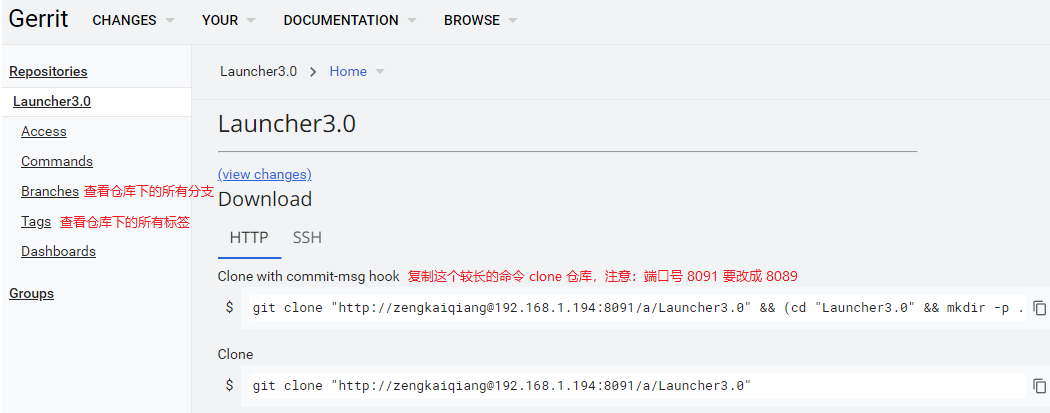 Gerrit CHANGES YOUR DOCUMENTATION BROWSE
Repositories
Launcher3.0
Access
Commands
Branches 查看仓库下的所有分支
Tags 查看仓库下的所有标签
Dashboards
Groups
Launcher3.0 > Home
Launcher3.0
(view changes)
Download
HTTP SSH
Clone with commit-msg hook 复制这个较长的命令 clone 仓库，注意：端口号 8091 要改成 8089
$ git clone "http://zengkaiqiang@192.168.1.194:8091/a/Launcher3.0" && (cd "Launcher3.0" && mkdir -p .
Clone
$ git clone "http://zengkaiqiang@192.168.1.194:8091/a/Launcher3.0"